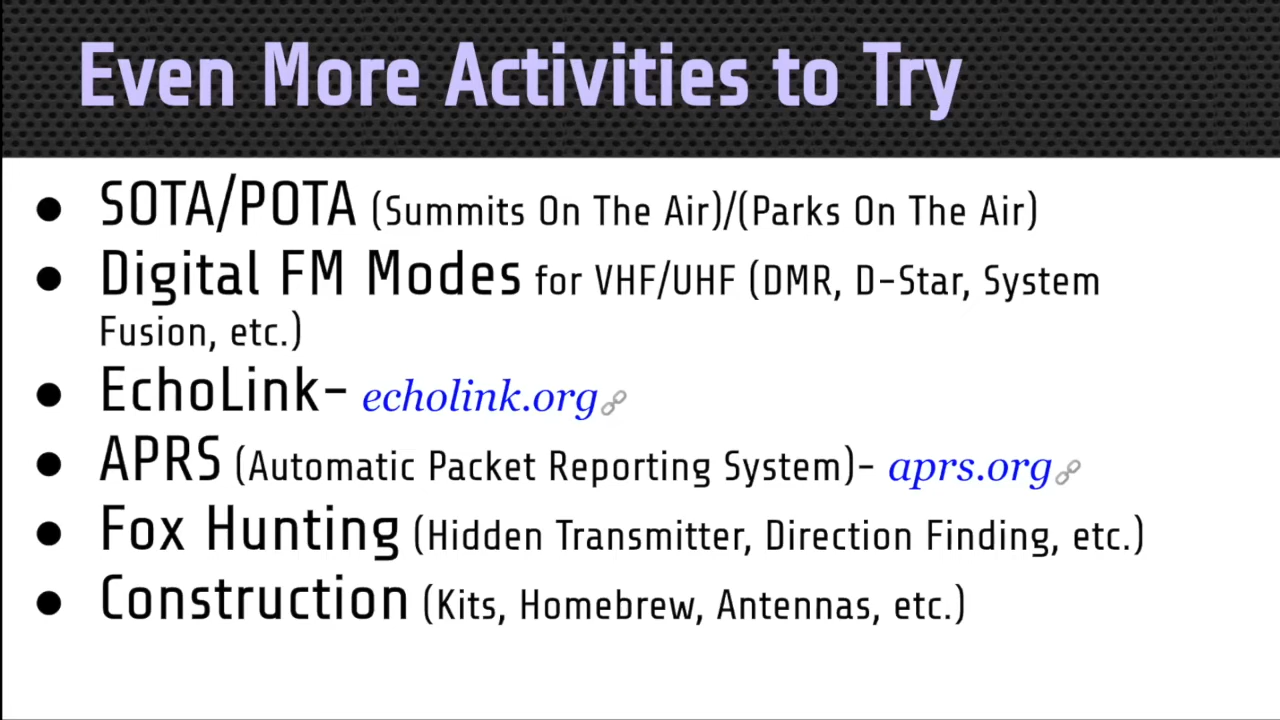 Even More Activities to Try
● SOTA/POTA (Summits On The Air)/(Parks On The Air)
● Digital FM Modes for VHF/UHF (DMR, D-Star, System
Fusion, etc.)
● EchoLink- echolink.org
● APRS (Automatic Packet Reporting System)- aprs.org
● Fox Hunting (Hidden Transmitter, Direction Finding, etc.)
● Construction (Kits, Homebrew, Antennas, etc.)